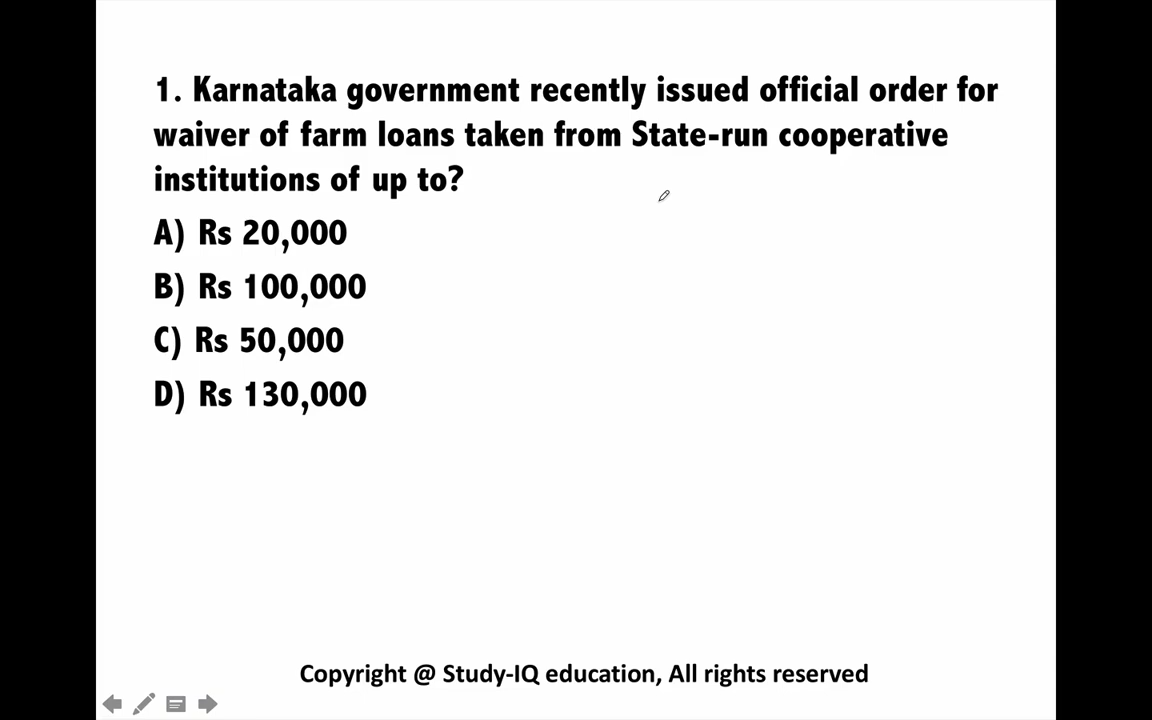 1. Karnataka government recently issued official order for
waiver of farm loans taken from State-run cooperative
institutions of up to?
A) Rs 20,000
B) Rs 100,000
C) Rs 50,000
D) Rs 130,000
Copyright @ Study-IQ education, All rights reserved